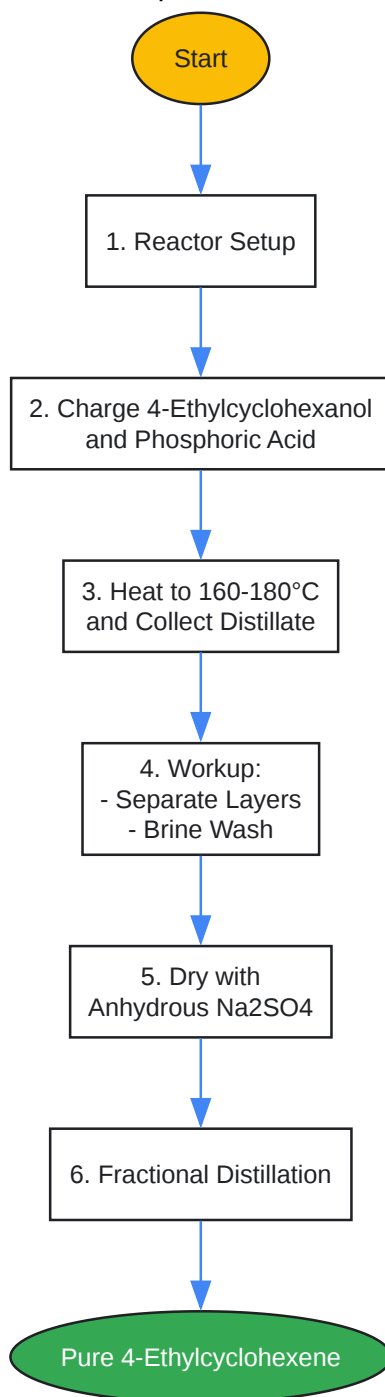 Start
1. Reactor Setup
2. Charge 4-Ethylcyclohexanol
and Phosphoric Acid
3. Heat to 160-180°C
and Collect Distillate
4. Workup:
- Separate Layers
- Brine Wash
5. Dry with
Anhydrous Na2SO4
6. Fractional Distillation
Pure 4-Ethylcyclohexene